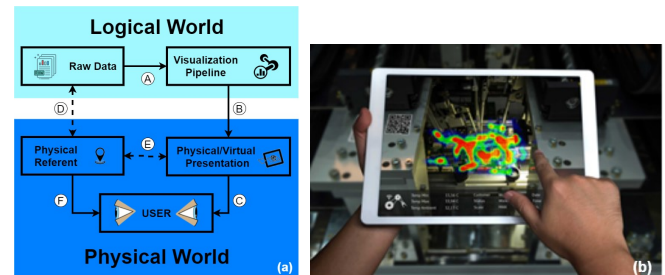 Logical World
Raw Data
A
Visualization
Pipeline
D
B
Physical
Referent
E
Physical/Virtual
Presentation
F
USER
C
Physical World
(a)
(b)